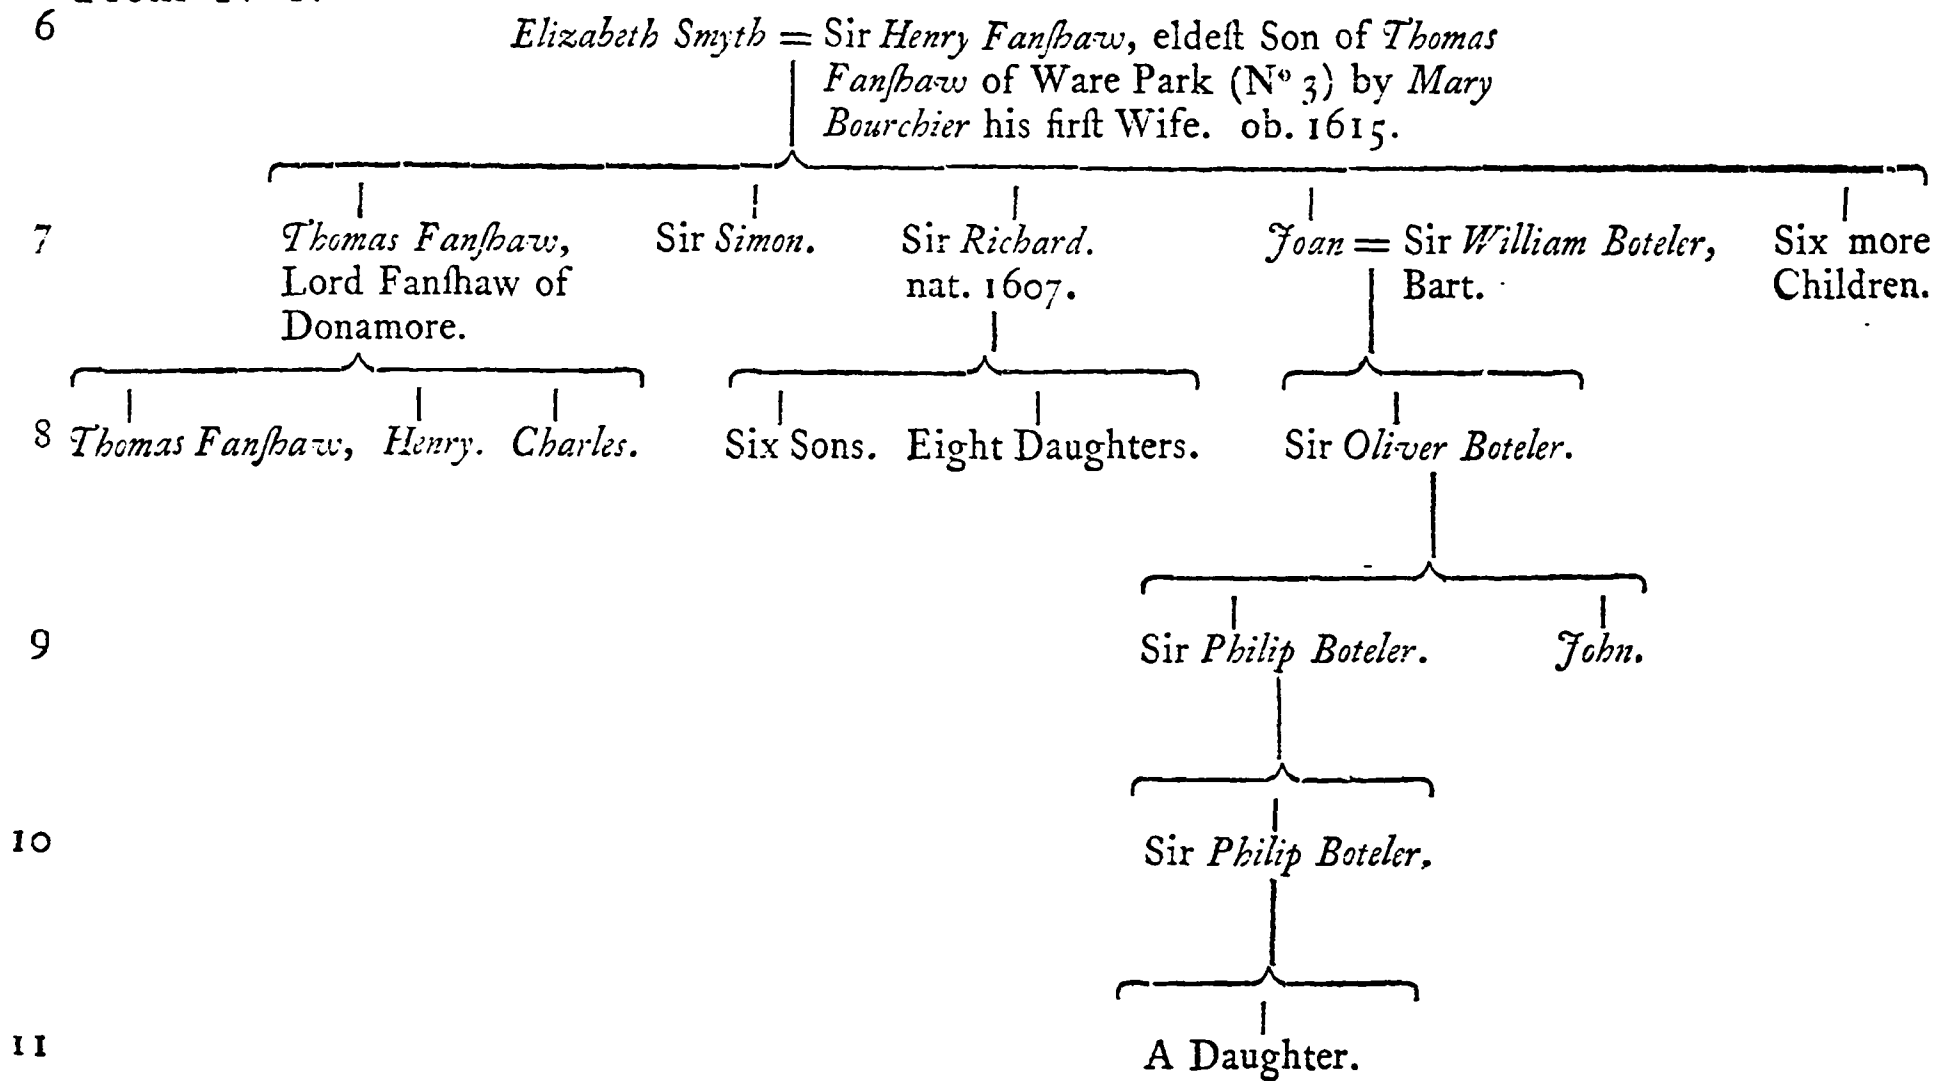 6
Elizabeth Smyth = Sir Henry Fanſhaw, eldeſt Son of Thomas
Fanſhaw of Ware Park (No 3) by Mary
Bourchier his firſt Wife. ob. 1615.
7
Thomas Fanſhaw,
Lord Fanſhaw of
Donamore.
Sir Simon.
Sir Richard.
nat. 1607.
Joan = Sir William Boteler,
Bart.
Six more
Children.
8
Thomas Fanſhaw, Henry. Charles.
Six Sons. Eight Daughters.
Sir Oliver Boteler.
9
Sir Philip Boteler. John.
10
Sir Philip Boteler,
11
A Daughter.